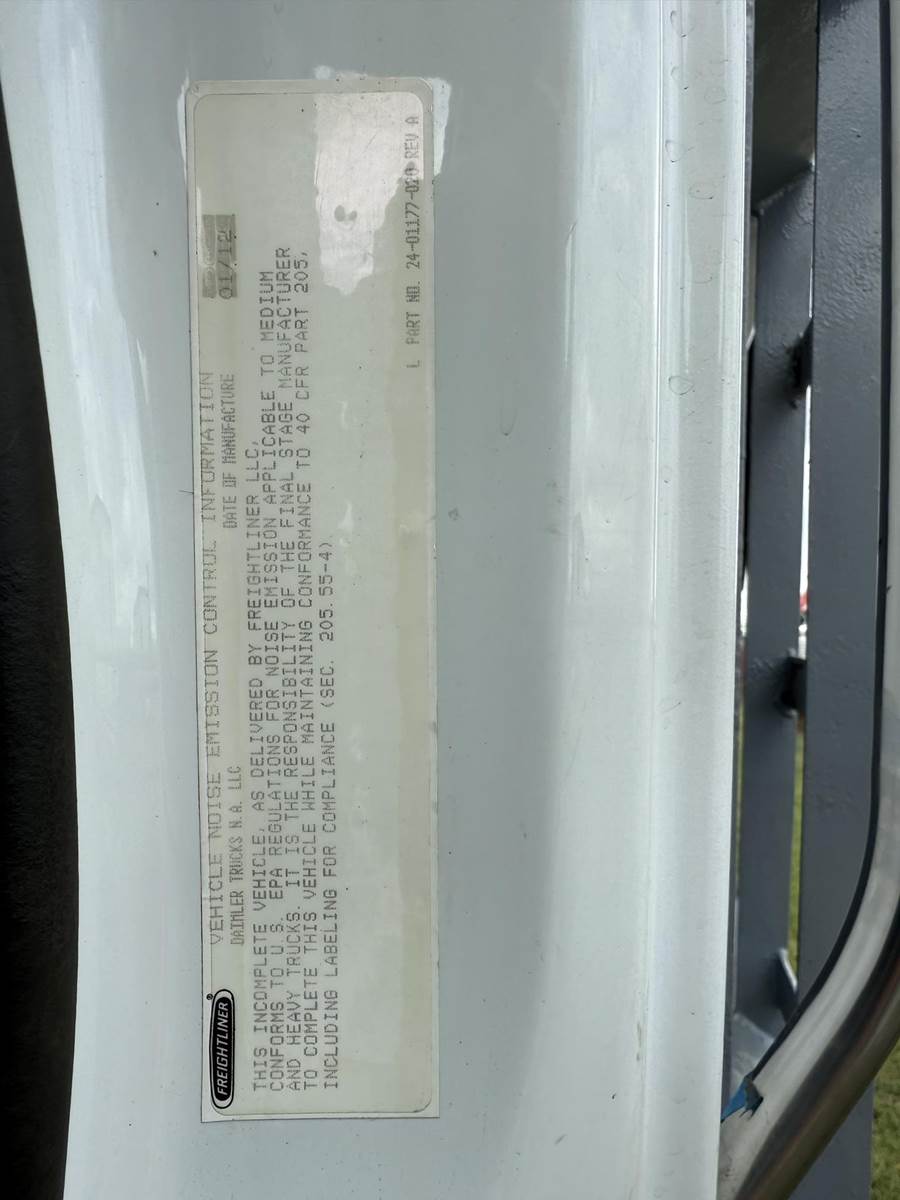 FREIGHTLINER®
VEHICLE NOISE EMISSION CONTROL INFORMATION
DAIMLER TRUCKS N.A. LLC DATE OF MANUFACTURE 01/12
THIS INCOMPLETE VEHICLE, AS DELIVERED BY FREIGHTLINER LLC,
CONFORMS TO U.S. EPA REGULATIONS FOR NOISE EMISSION APPLICABLE TO MEDIUM
AND HEAVY TRUCKS. IT IS THE RESPONSIBILITY OF THE FINAL STAGE MANUFACTURER
TO COMPLETE THIS VEHICLE WHILE MAINTAINING CONFORMANCE TO 40 CFR PART 205,
INCLUDING LABELING FOR COMPLIANCE (SEC. 205.55-4).
L PART NO. 24-01177-020 REV A